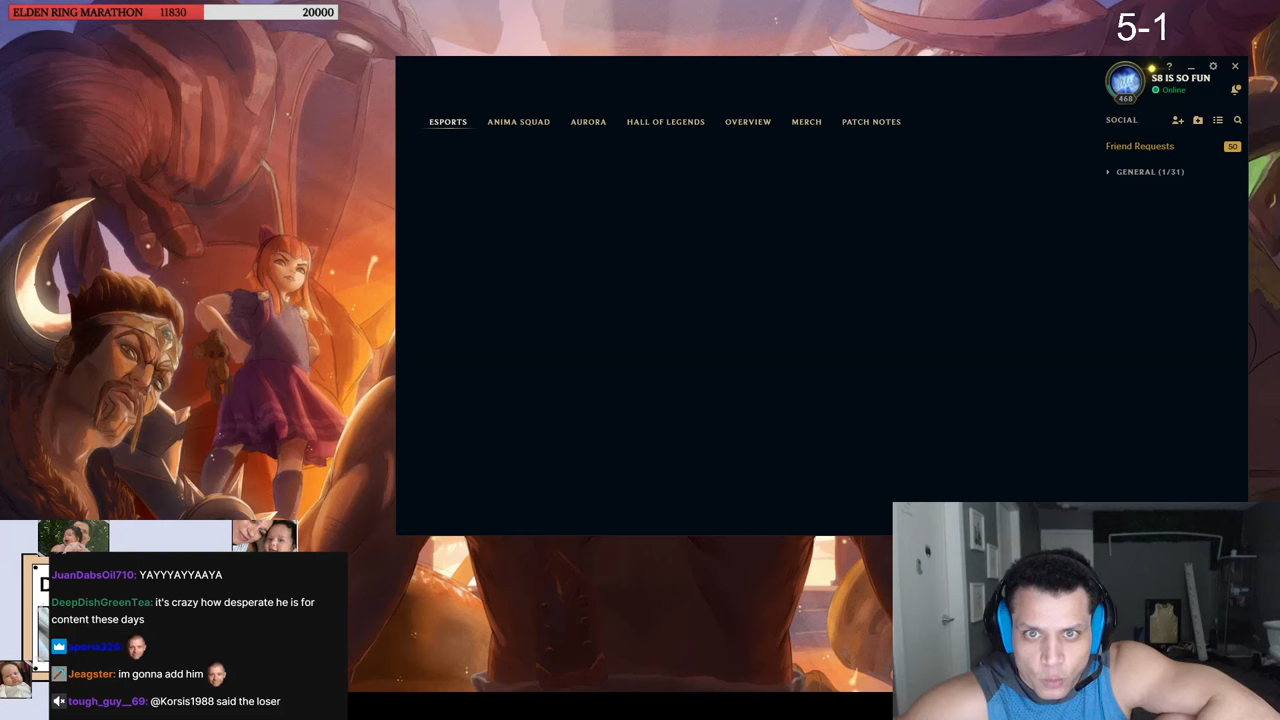 ELDEN RING MARATHON 11830 20000
5-1
?
S8 IS SO FUN
Online
468
ESPORTS ANIMA SQUAD AURORA HALL OF LEGENDS OVERVIEW MERCH PATCH NOTES
SOCIAL
Friend Requests 50
GENERAL (1/31)
D
JuanDabsOil710: YAYYYAYYAAYA
DeepDishGreenTea: it's crazy how desperate he is for
content these days
Jeagster: im gonna add him
tough_guy__69: @Korsis1988 said the loser